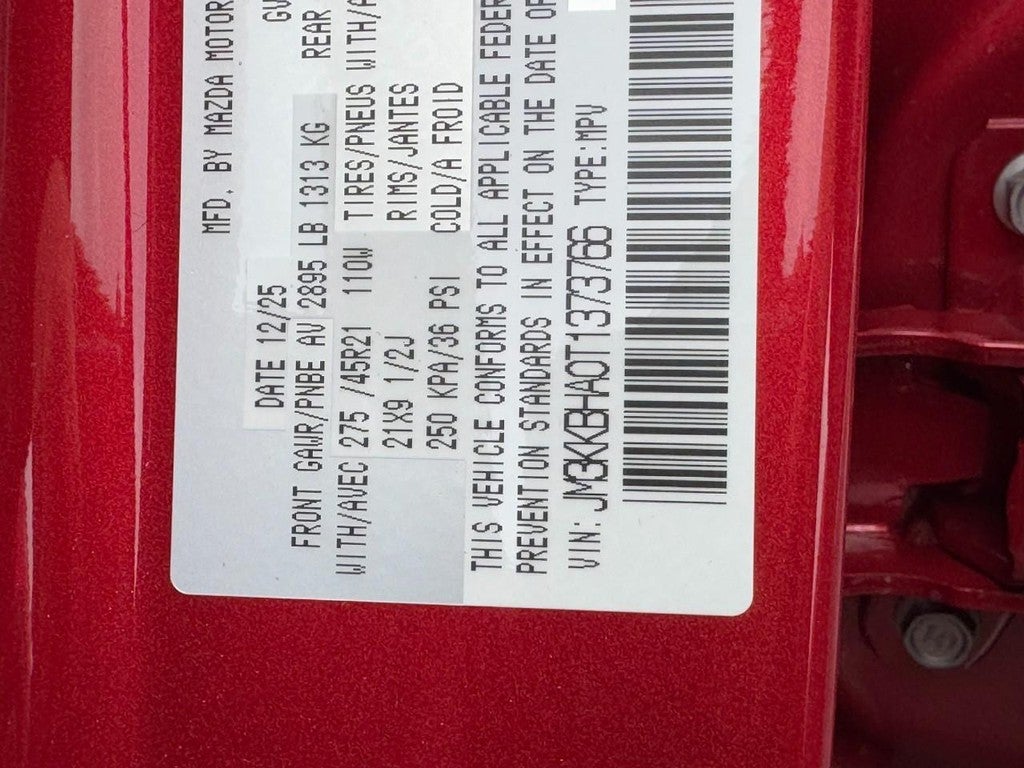 MFD. BY MAZDA MOTOR
DATE 12/25 GV
FRONT GAWR/PNBE AV 2895 LB 1313 KG REAR
WITH/AVEC 275 /45R21 110W TIRES/PNEUS WITH/A
21X9 1/2J RIMS/JANTES
250 KPA/36 PSI COLD/A FROID
THIS VEHICLE CONFORMS TO ALL APPLICABLE FEDER
PREVENTION STANDARDS IN EFFECT ON THE DATE OF
VIN: JM3KKBHA0T1373766 TYPE:MPV